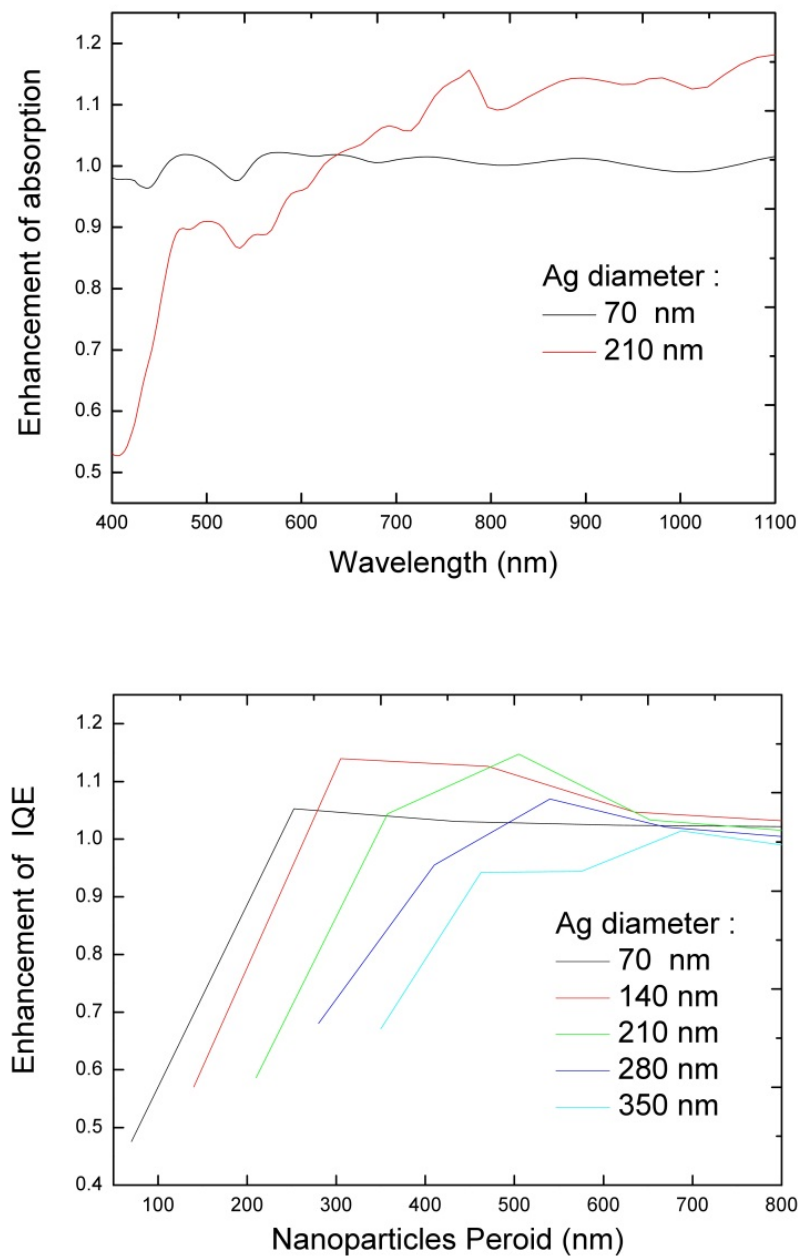 Enhancement of absorption
1.2
1.1
1.0
0.9
0.8
0.7
0.6
0.5
Ag diameter :
70 nm
210 nm
400 500 600 700 800 900 1000 1100
Wavelength (nm)
Enhancement of IQE
1.2
1.1
1.0
0.9
0.8
0.7
0.6
0.5
0.4
Ag diameter :
70 nm
140 nm
210 nm
280 nm
350 nm
100 200 300 400 500 600 700 800
Nanoparticles Peroid (nm)